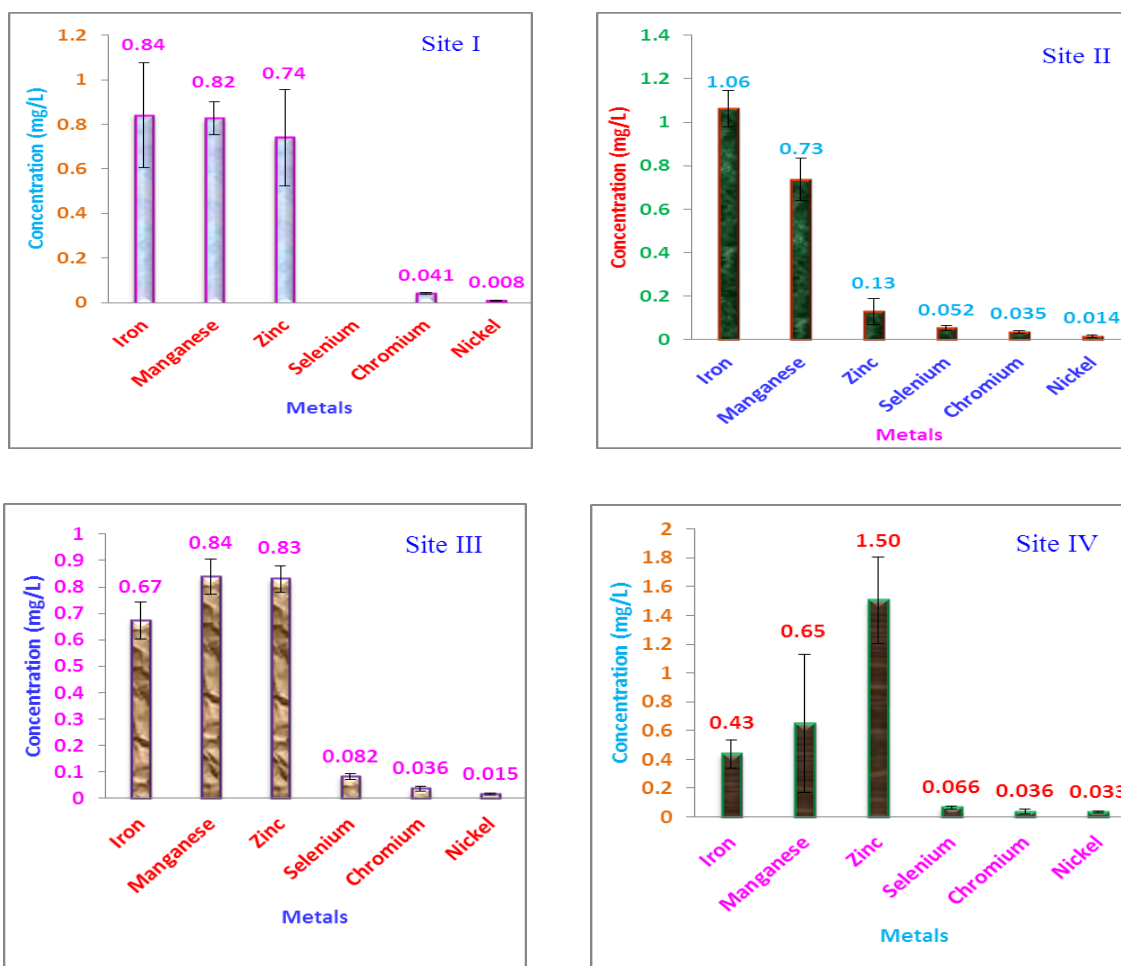 Site I
Concentration (mg/L)
1.2
1
0.8
0.6
0.4
0.2
0
0.84
0.82
0.74
0.041
0.008
Iron
Manganese
Zinc
Selenium
Chromium
Nickel
Metals
Site II
Concentration (mg/L)
1.4
1.2
1
0.8
0.6
0.4
0.2
0
1.06
0.73
0.13
0.052
0.035
0.014
Iron
Manganese
Zinc
Selenium
Chromium
Nickel
Metals
Site III
Concentration (mg/L)
1
0.9
0.8
0.7
0.6
0.5
0.4
0.3
0.2
0.1
0
0.67
0.84
0.83
0.082
0.036
0.015
Iron
Manganese
Zinc
Selenium
Chromium
Nickel
Metals
Site IV
Concentration (mg/L)
2
1.8
1.6
1.4
1.2
1
0.8
0.6
0.4
0.2
0
0.43
0.65
1.50
0.066
0.036
0.033
Iron
Manganese
Zinc
Selenium
Chromium
Nickel
Metals